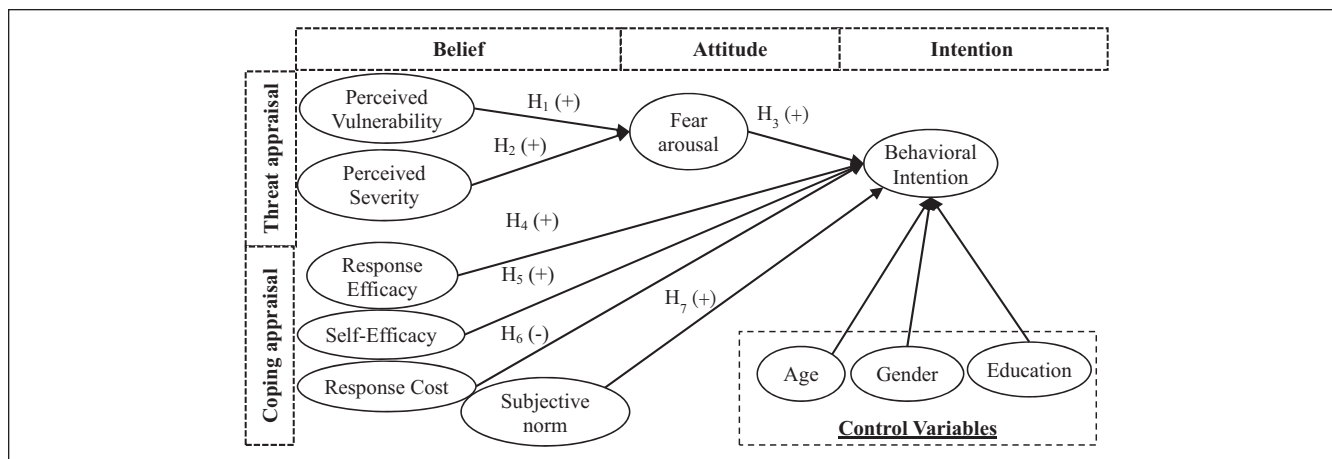 Belief
Attitude
Intention
Threat appraisal
Perceived
Vulnerability
H1 (+)
Perceived
Severity
H2 (+)
Fear
arousal
H3 (+)
Behavioral
Intention
Coping appraisal
Response
Efficacy
H4 (+)
Self-Efficacy
H5 (+)
Response Cost
H6 (-)
Subjective
norm
H7 (+)
Age
Gender
Education
Control Variables